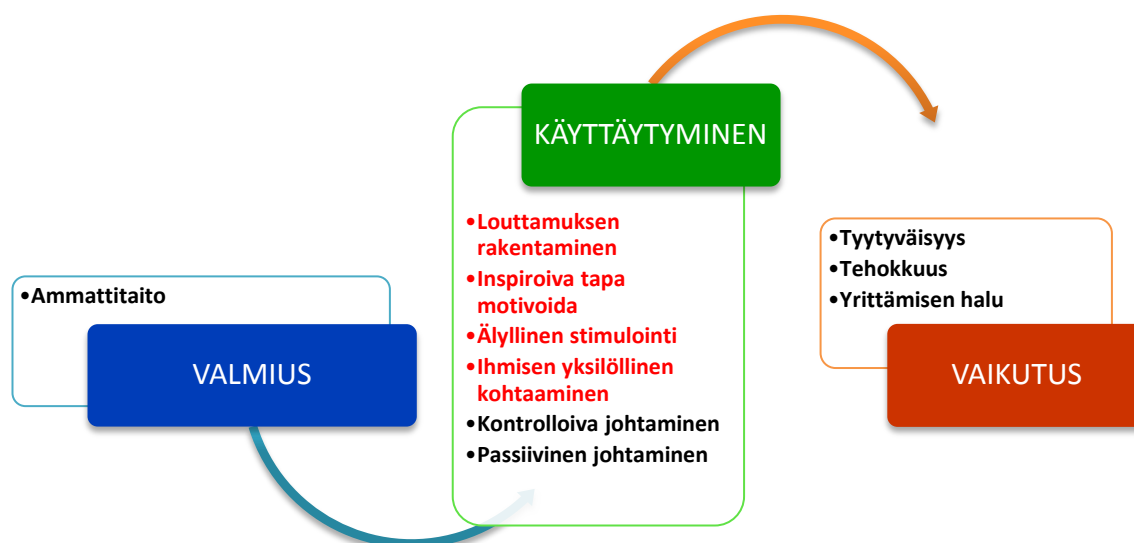 •Ammattitaito
VALMIUS
KÄYTTÄYTYMINEN
•Louttamuksen
rakentaminen
•Inspiroiva tapa
motivoida
•Älyllinen stimulointi
•Ihmisen yksilöllinen
kohtaaminen
•Kontrolloiva johtaminen
•Passiivinen johtaminen
•Tyytyväisyys
•Tehokkuus
•Yrittämisen halu
VAIKUTUS